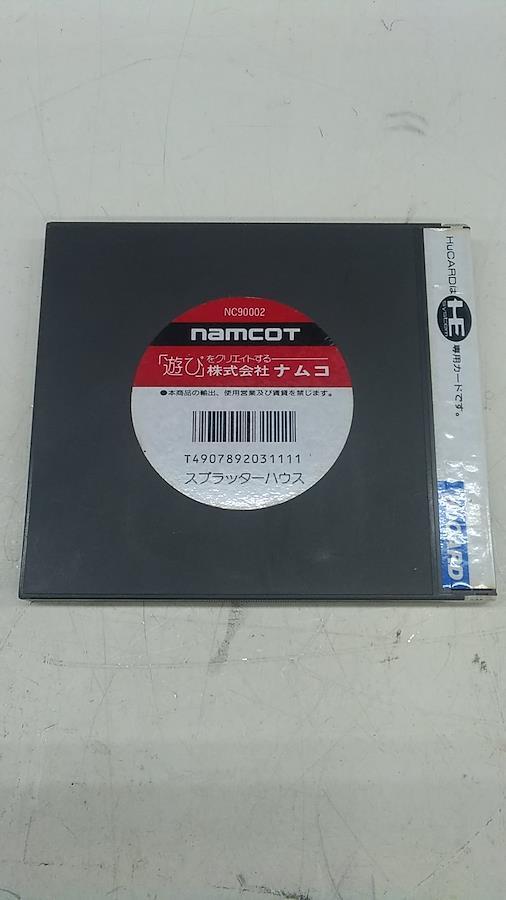 NC90002
namcot
「遊び」をクリエイトする
株式会社 ナムコ
●本商品の輸出、使用営業及び賃貸を禁じます。
T4907892031111
スプラッターハウス
HuCARDは
HE
system
専用カードです。
HuCARD